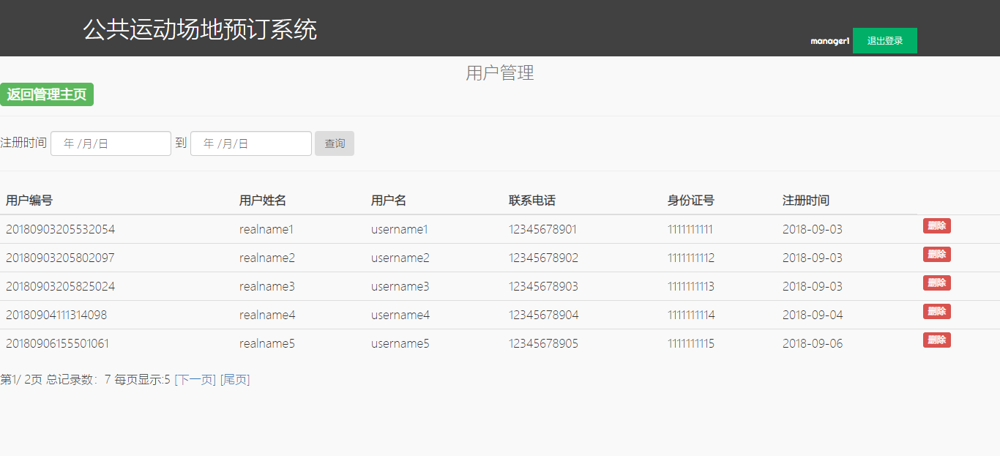 公共运动场地预订系统
manager1 退出登录
用户管理
返回管理主页
注册时间 年 /月/日 到 年 /月/日 查询
用户编号 用户姓名 用户名 联系电话 身份证号 注册时间
20180903205532054 realname1 username1 12345678901 1111111111 2018-09-03 删除
20180903205802097 realname2 username2 12345678902 1111111112 2018-09-03 删除
20180903205825024 realname3 username3 12345678903 1111111113 2018-09-03 删除
20180904111314098 realname4 username4 12345678904 1111111114 2018-09-04 删除
20180906155501061 realname5 username5 12345678905 1111111115 2018-09-06 删除
第1/ 2页 总记录数：7 每页显示:5 [下一页] [尾页]